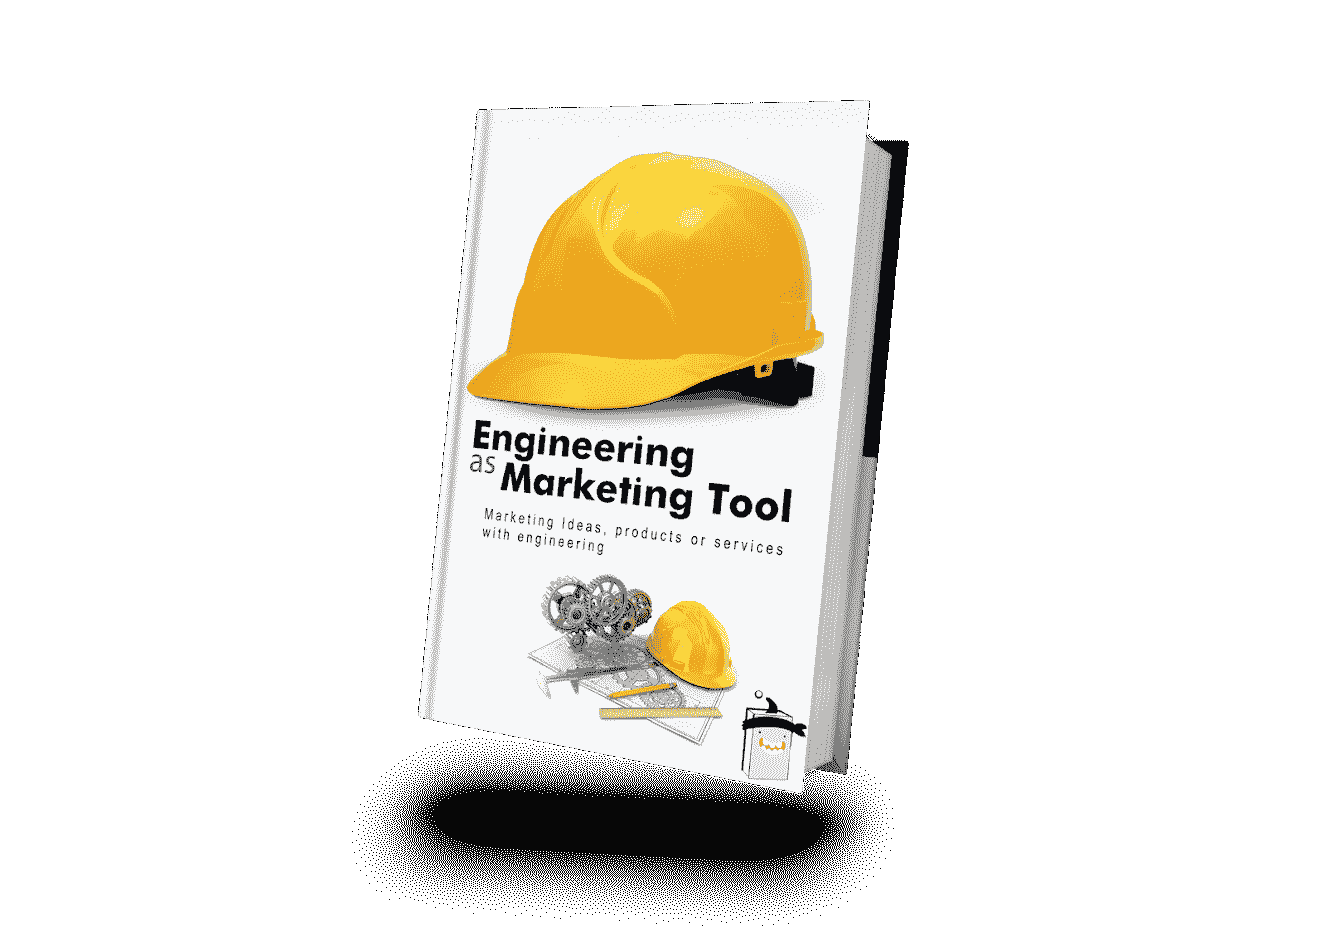 Engineering
as Marketing Tool
Marketing Ideas, products or services
with engineering